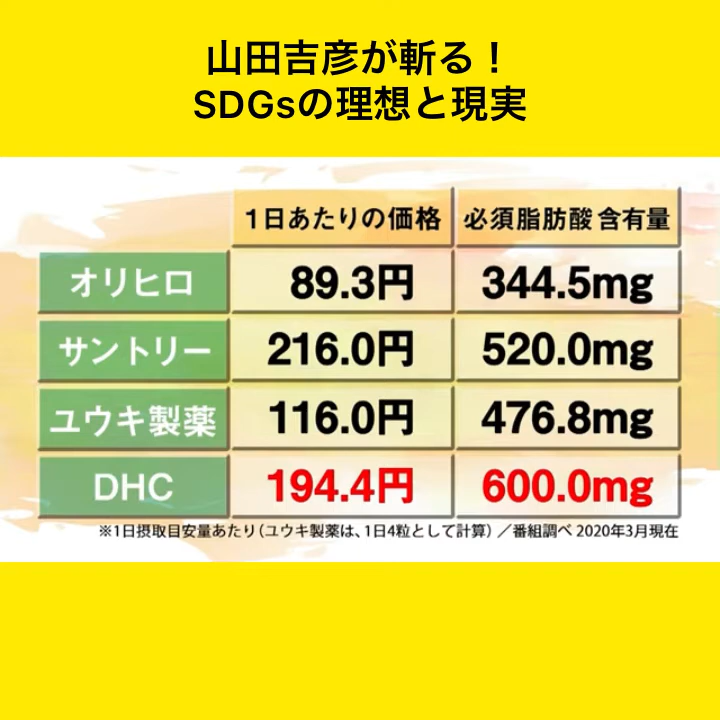 山田吉彦が斬る！
SDGsの理想と現実
1日あたりの価格 必須脂肪酸 含有量
オリヒロ 89.3円 344.5mg
サントリー 216.0円 520.0mg
ユウキ製薬 116.0円 476.8mg
DHC 194.4円 600.0mg
※1日摂取目安量あたり（ユウキ製薬は、1日4粒として計算）／番組調べ 2020年3月現在